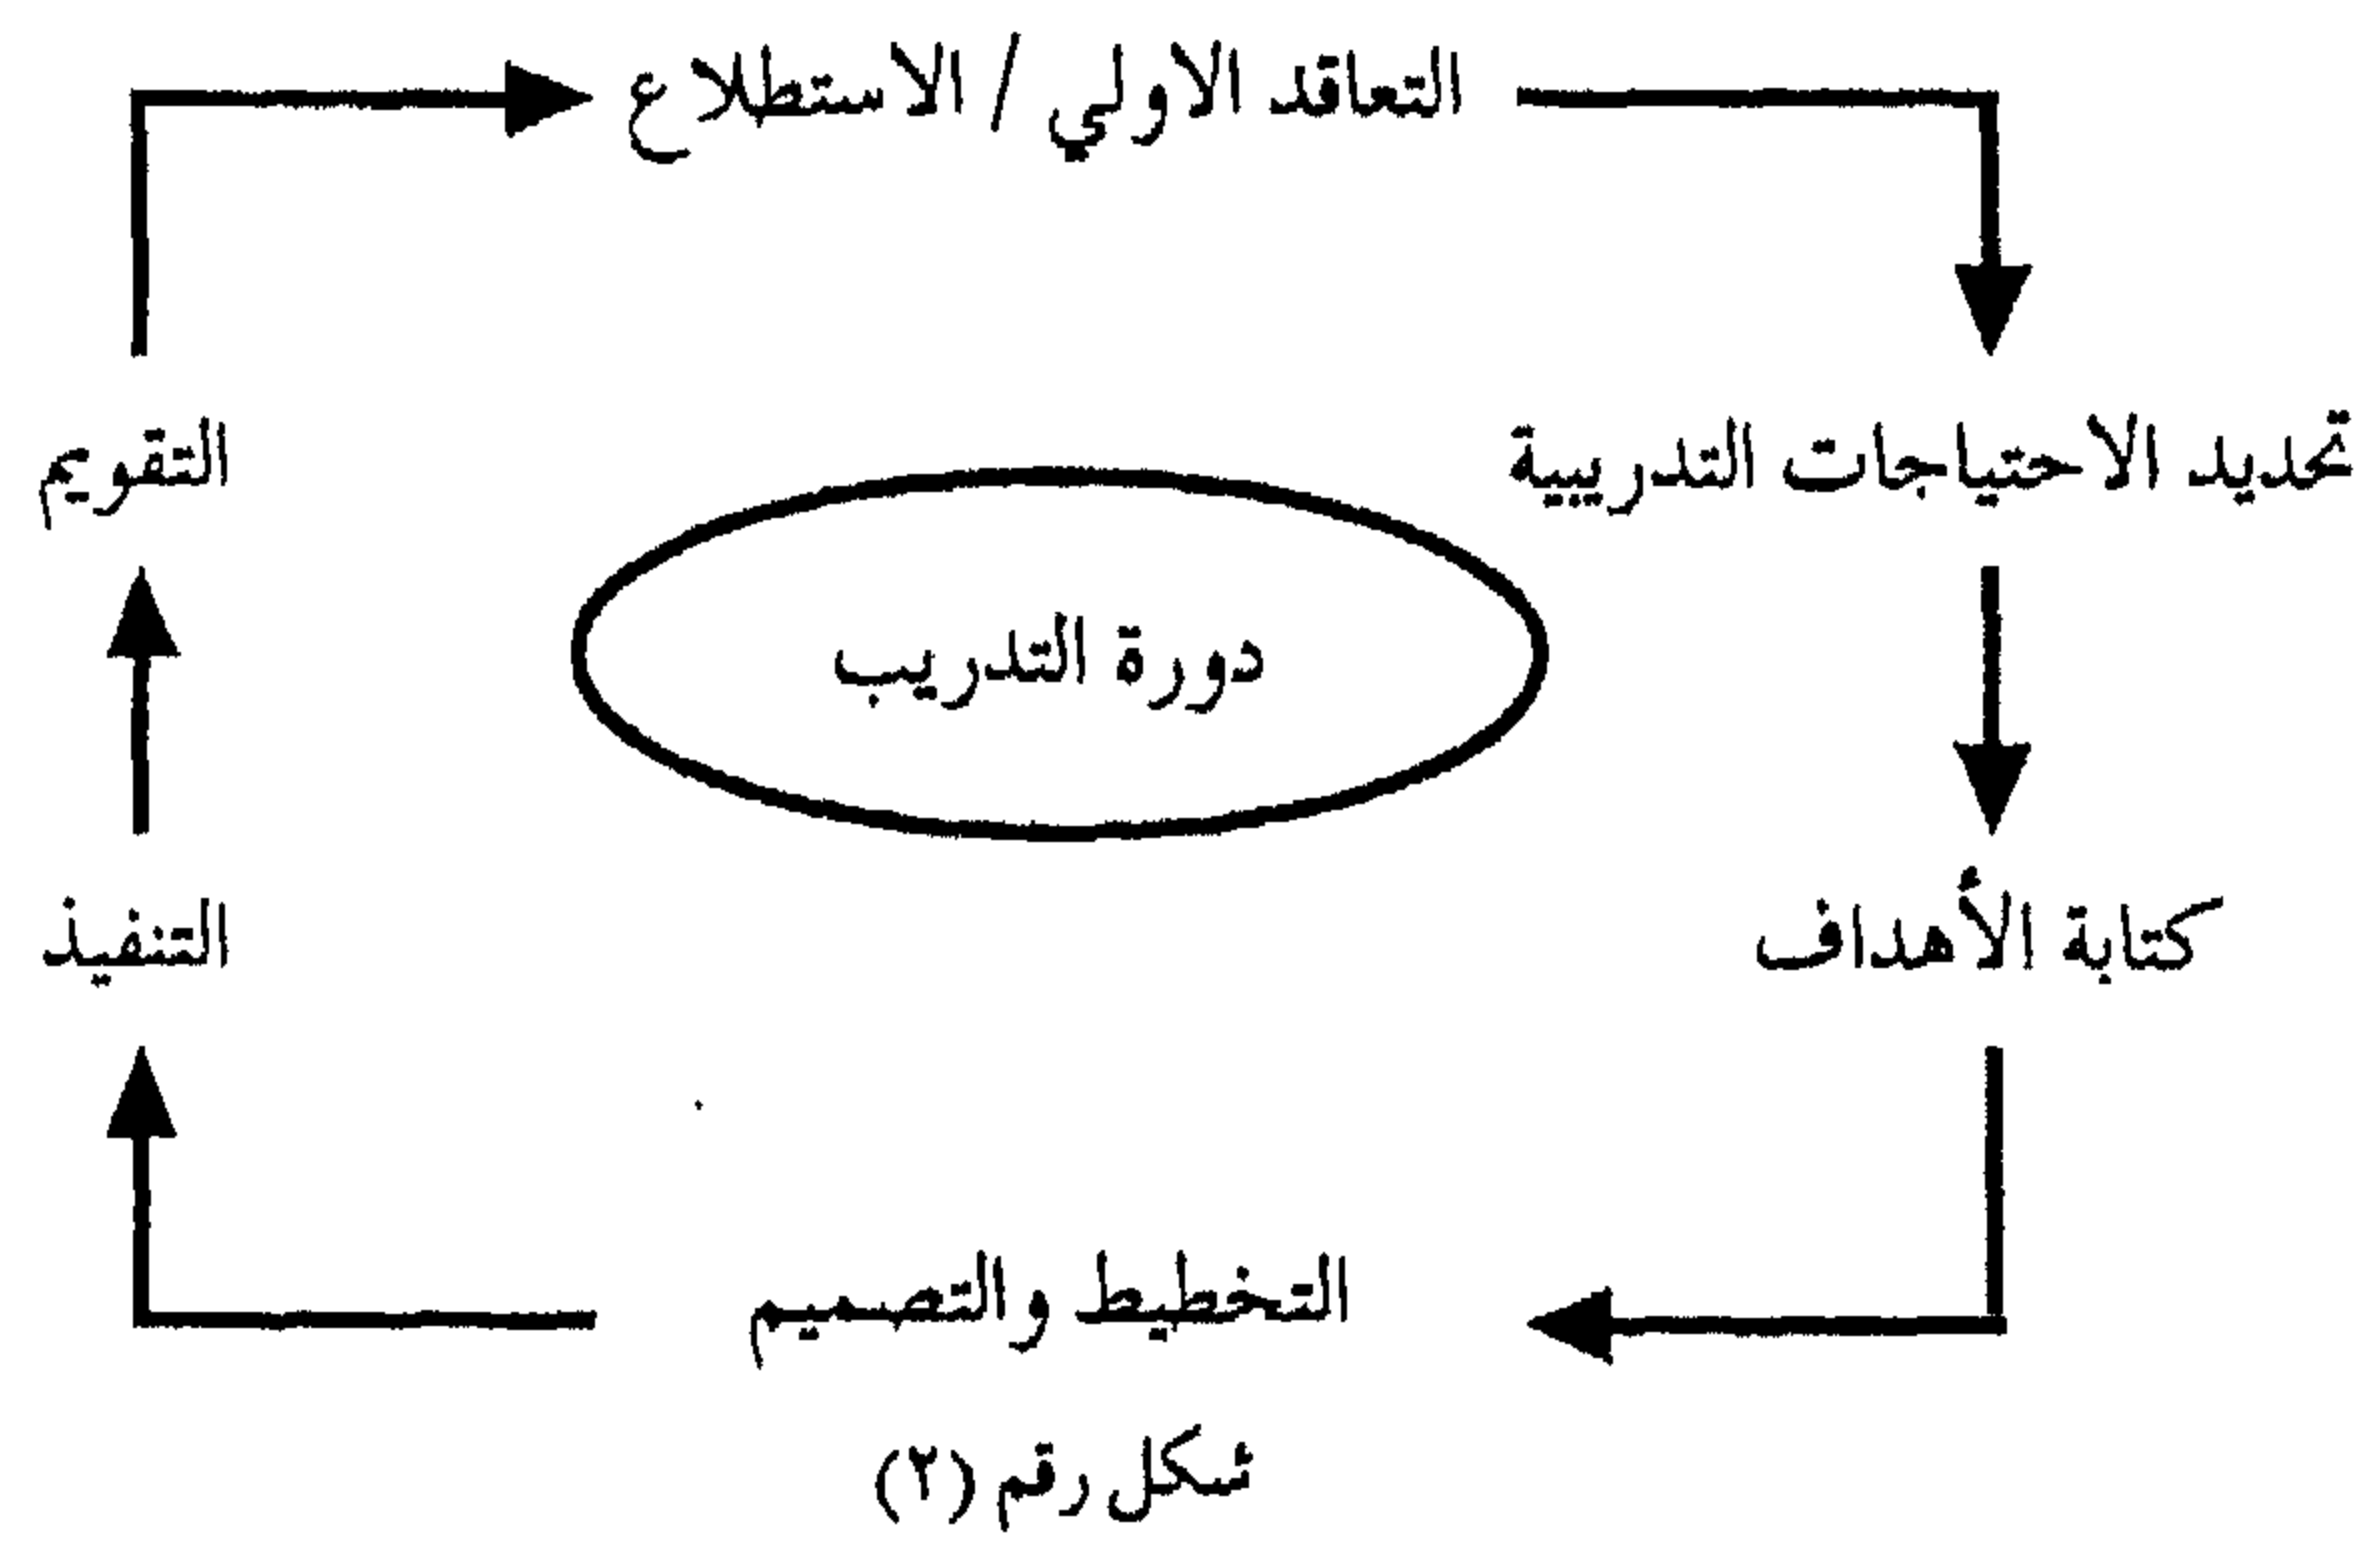 التعاقد الاولي / الاستطلاع
تحديد الاحتياجات التدريبية
التقويم
دورة التدريب
كتابة الأهداف
التنفيذ
التخطيط والتصميم
شكل رقم (٢)